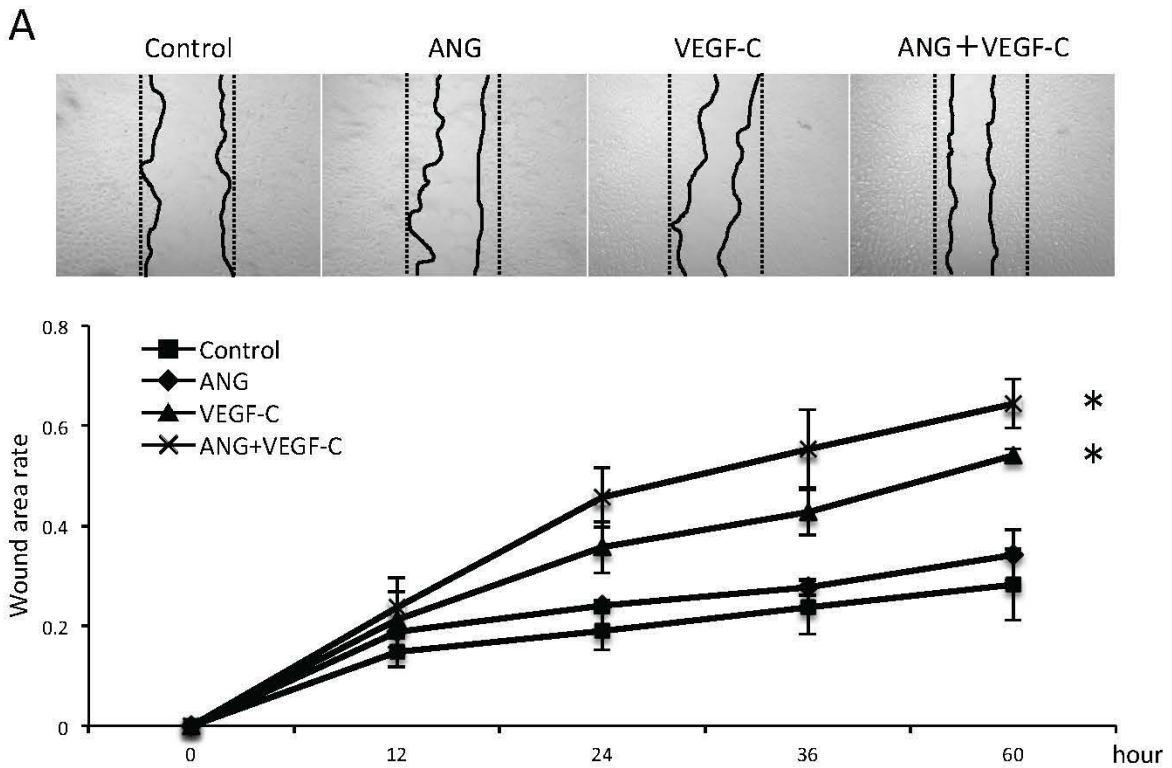 A
Control ANG VEGF-C ANG+VEGF-C
0.8
Control
ANG
VEGF-C
ANG+VEGF-C
0.6
0.4
0.2
0
Wound area rate
*
*
0 12 24 36 60 hour